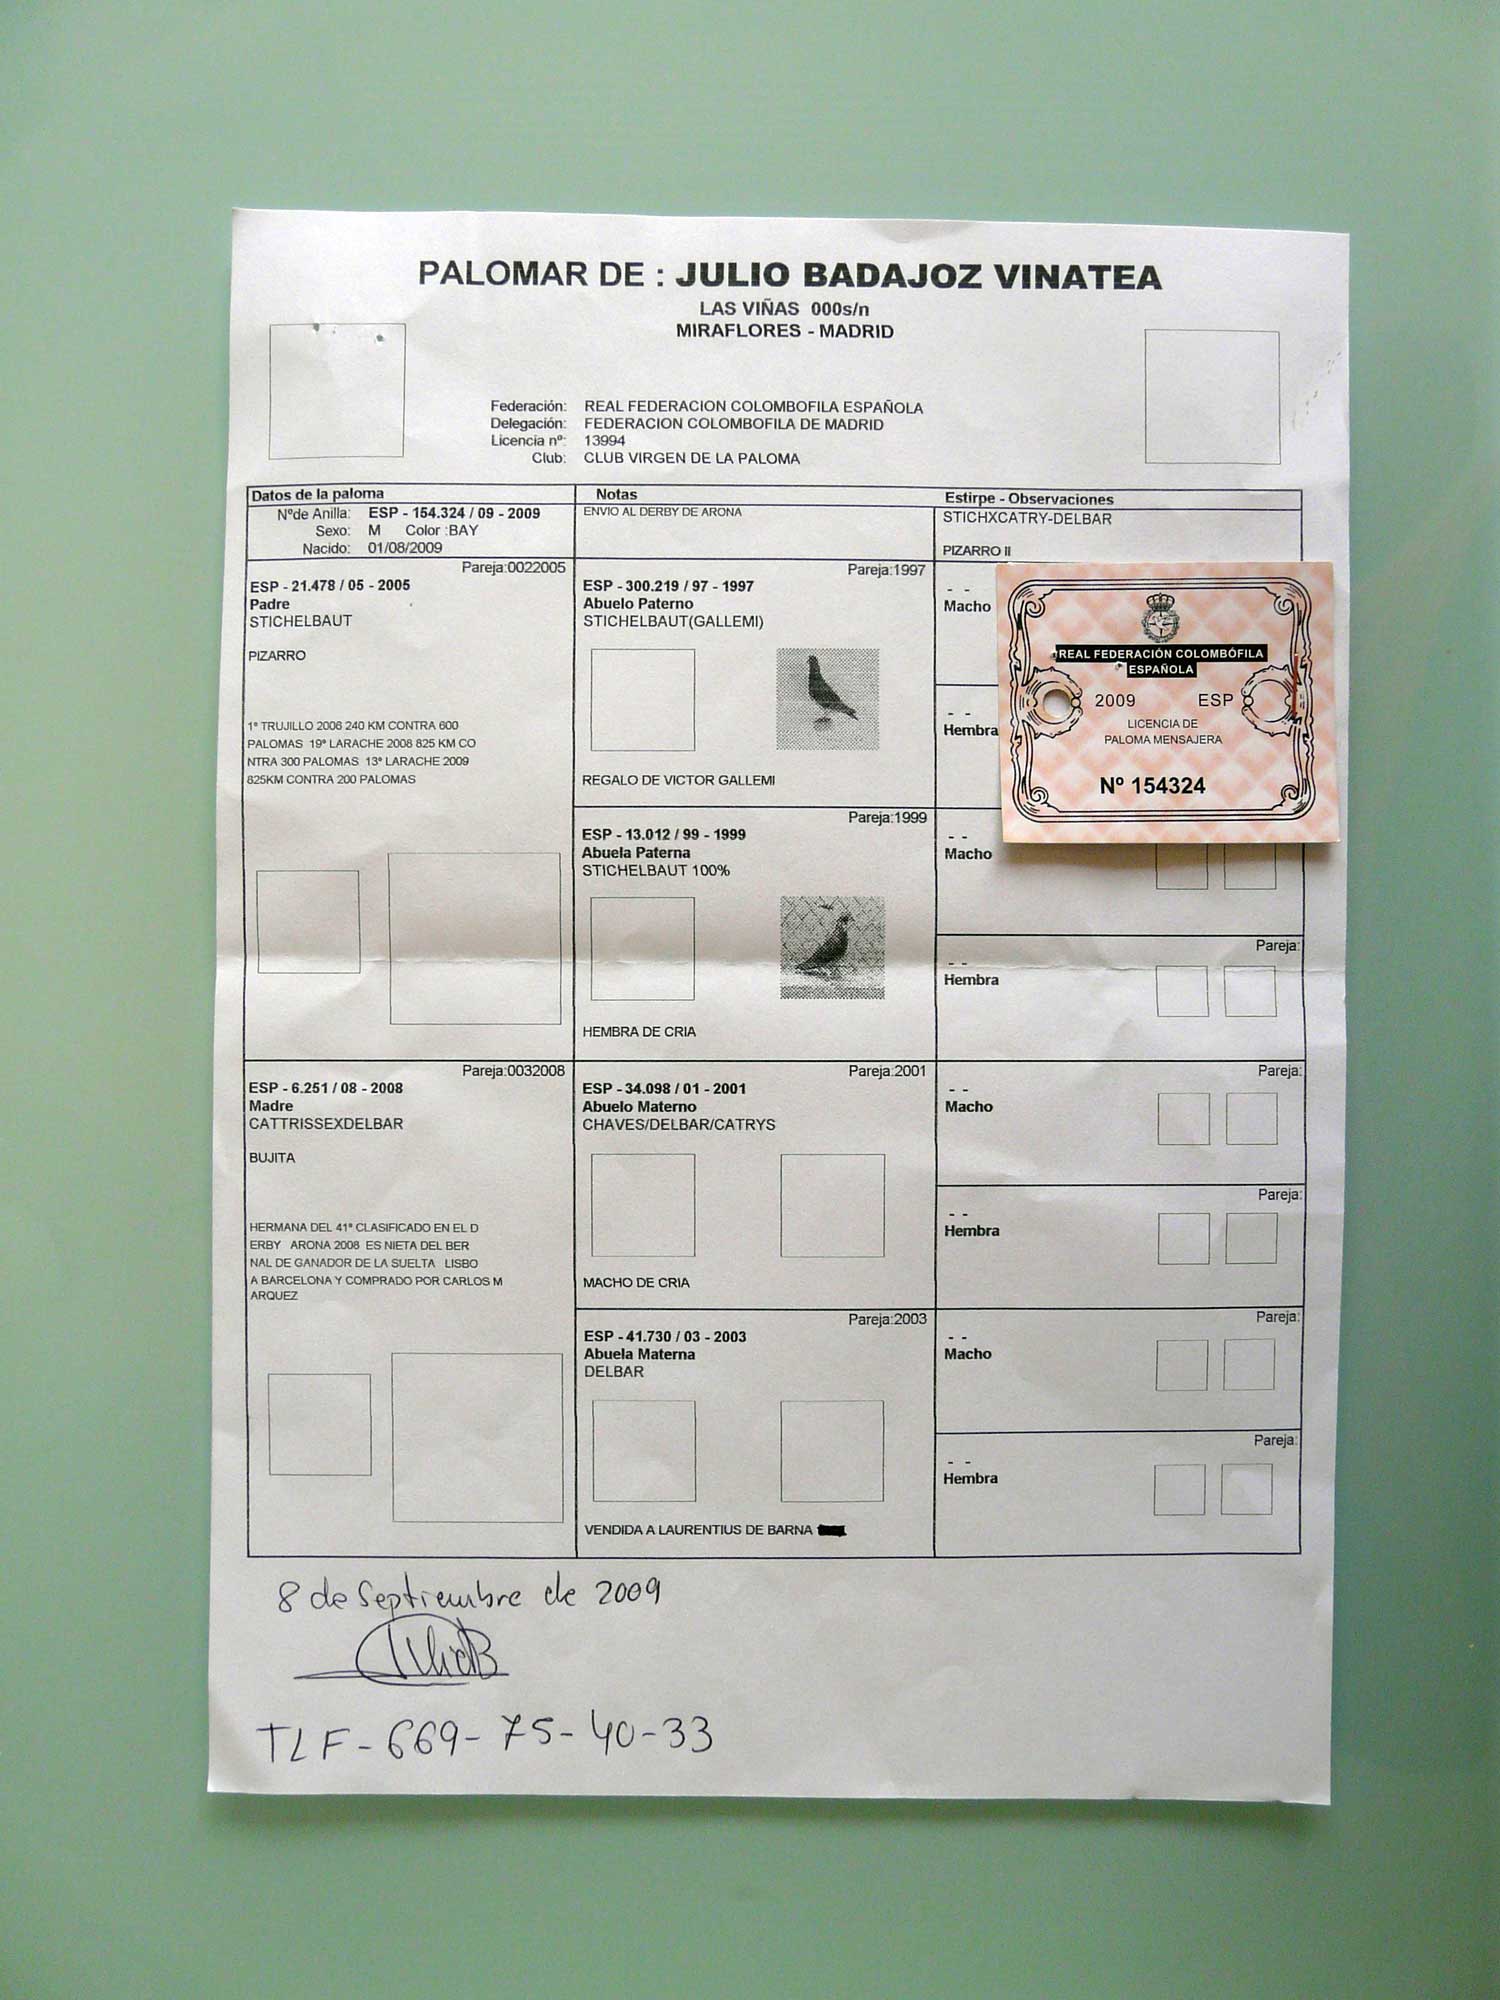 PALOMAR DE : JULIO BADAJOZ VINATEA
LAS VIÑAS 000s/n
MIRAFLORES - MADRID
Federación: REAL FEDERACION COLOMBOFILA ESPAÑOLA
Delegación: FEDERACION COLOMBOFILA DE MADRID
Licencia nº: 13994
Club: CLUB VIRGEN DE LA PALOMA
Datos de la paloma
Nºde Anilla: ESP - 154.324 / 09 - 2009
Sexo: M Color :BAY
Nacido: 01/08/2009
Notas
ENVIO AL DERBY DE ARONA
Estirpe - Observaciones
STICHXCATRY-DELBAR
PIZARRO II
Pareja:0022005
ESP - 21.478 / 05 - 2005
Padre
STICHELBAUT
PIZARRO
1º TRUJILLO 2006 240 KM CONTRA 600
PALOMAS 19º LARACHE 2008 825 KM CO
NTRA 300 PALOMAS 13º LARACHE 2009
825KM CONTRA 200 PALOMAS
Pareja:1997
ESP - 300.219 / 97 - 1997
Abuelo Paterno
STICHELBAUT(GALLEMI)
REGALO DE VICTOR GALLEMI
Pareja:1999
ESP - 13.012 / 99 - 1999
Abuela Paterna
STICHELBAUT 100%
HEMBRA DE CRIA
- -
Macho
- -
Hembra
- -
Macho
Pareja:
- -
Hembra
REAL FEDERACIÓN COLOMBÓFILA
ESPAÑOLA
2009 ESP
LICENCIA DE
PALOMA MENSAJERA
Nº 154324
Pareja:0032008
ESP - 6.251 / 08 - 2008
Madre
CATTRISSEXDELBAR
BUJITA
HERMANA DEL 41º CLASIFICADO EN EL D
ERBY ARONA 2008 ES NIETA DEL BER
NAL DE GANADOR DE LA SUELTA LISBO
A BARCELONA Y COMPRADO POR CARLOS M
ARQUEZ
Pareja:2001
ESP - 34.098 / 01 - 2001
Abuelo Materno
CHAVES/DELBAR/CATRYS
MACHO DE CRIA
Pareja:2003
ESP - 41.730 / 03 - 2003
Abuela Materna
DELBAR
VENDIDA A LAURENTIUS DE BARNA
Pareja:
- -
Macho
Pareja:
- -
Hembra
Pareja:
- -
Macho
Pareja:
- -
Hembra
8 de Septiembre de 2009
TLF - 669 - 75 - 40 - 33